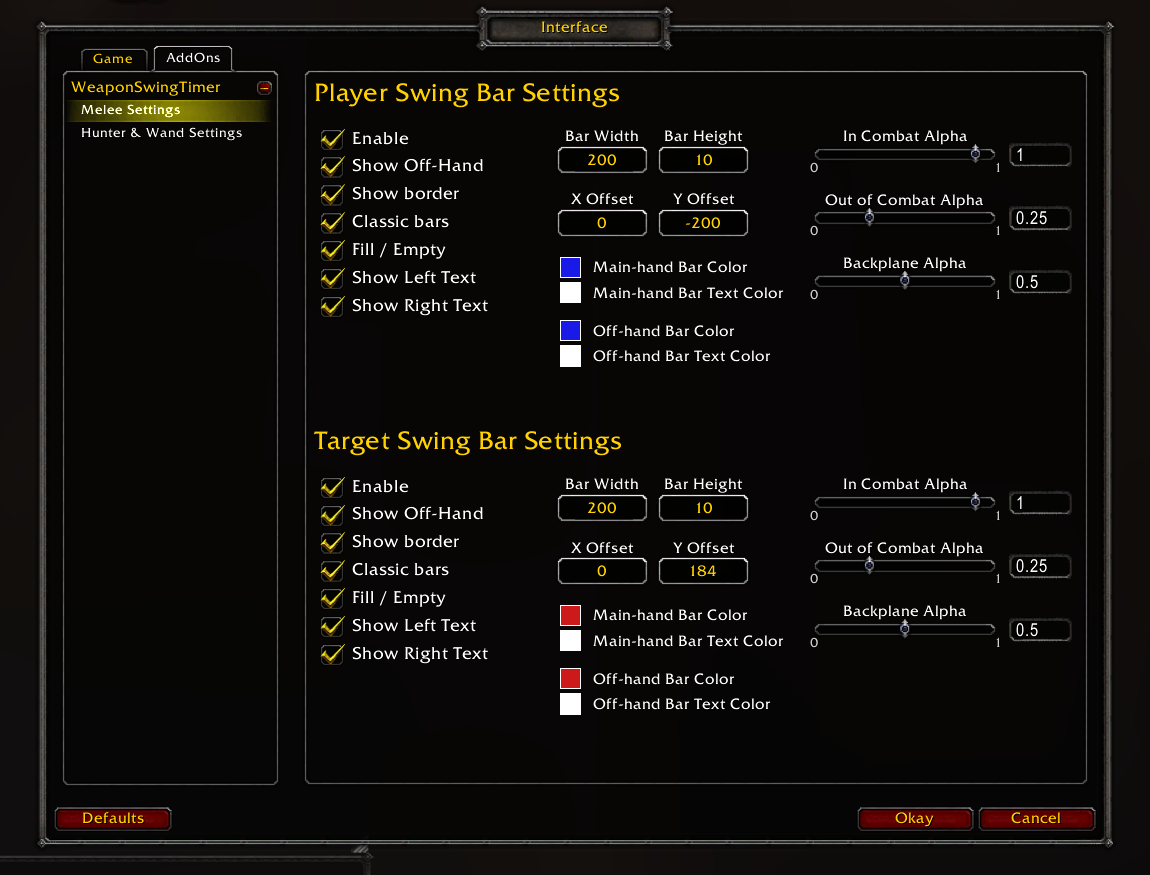 Interface
Game
AddOns
WeaponSwingTimer
Melee Settings
Hunter & Wand Settings
Player Swing Bar Settings
Enable
Show Off-Hand
Show border
Classic bars
Fill / Empty
Show Left Text
Show Right Text
Bar Width
Bar Height
200
10
X Offset
Y Offset
0
-200
Main-hand Bar Color
Main-hand Bar Text Color
Off-hand Bar Color
Off-hand Bar Text Color
In Combat Alpha
1
0
1
Out of Combat Alpha
0.25
0
1
Backplane Alpha
0.5
0
1
Target Swing Bar Settings
Enable
Show Off-Hand
Show border
Classic bars
Fill / Empty
Show Left Text
Show Right Text
Bar Width
Bar Height
200
10
X Offset
Y Offset
0
184
Main-hand Bar Color
Main-hand Bar Text Color
Off-hand Bar Color
Off-hand Bar Text Color
In Combat Alpha
1
0
1
Out of Combat Alpha
0.25
0
1
Backplane Alpha
0.5
0
1
Defaults
Okay
Cancel